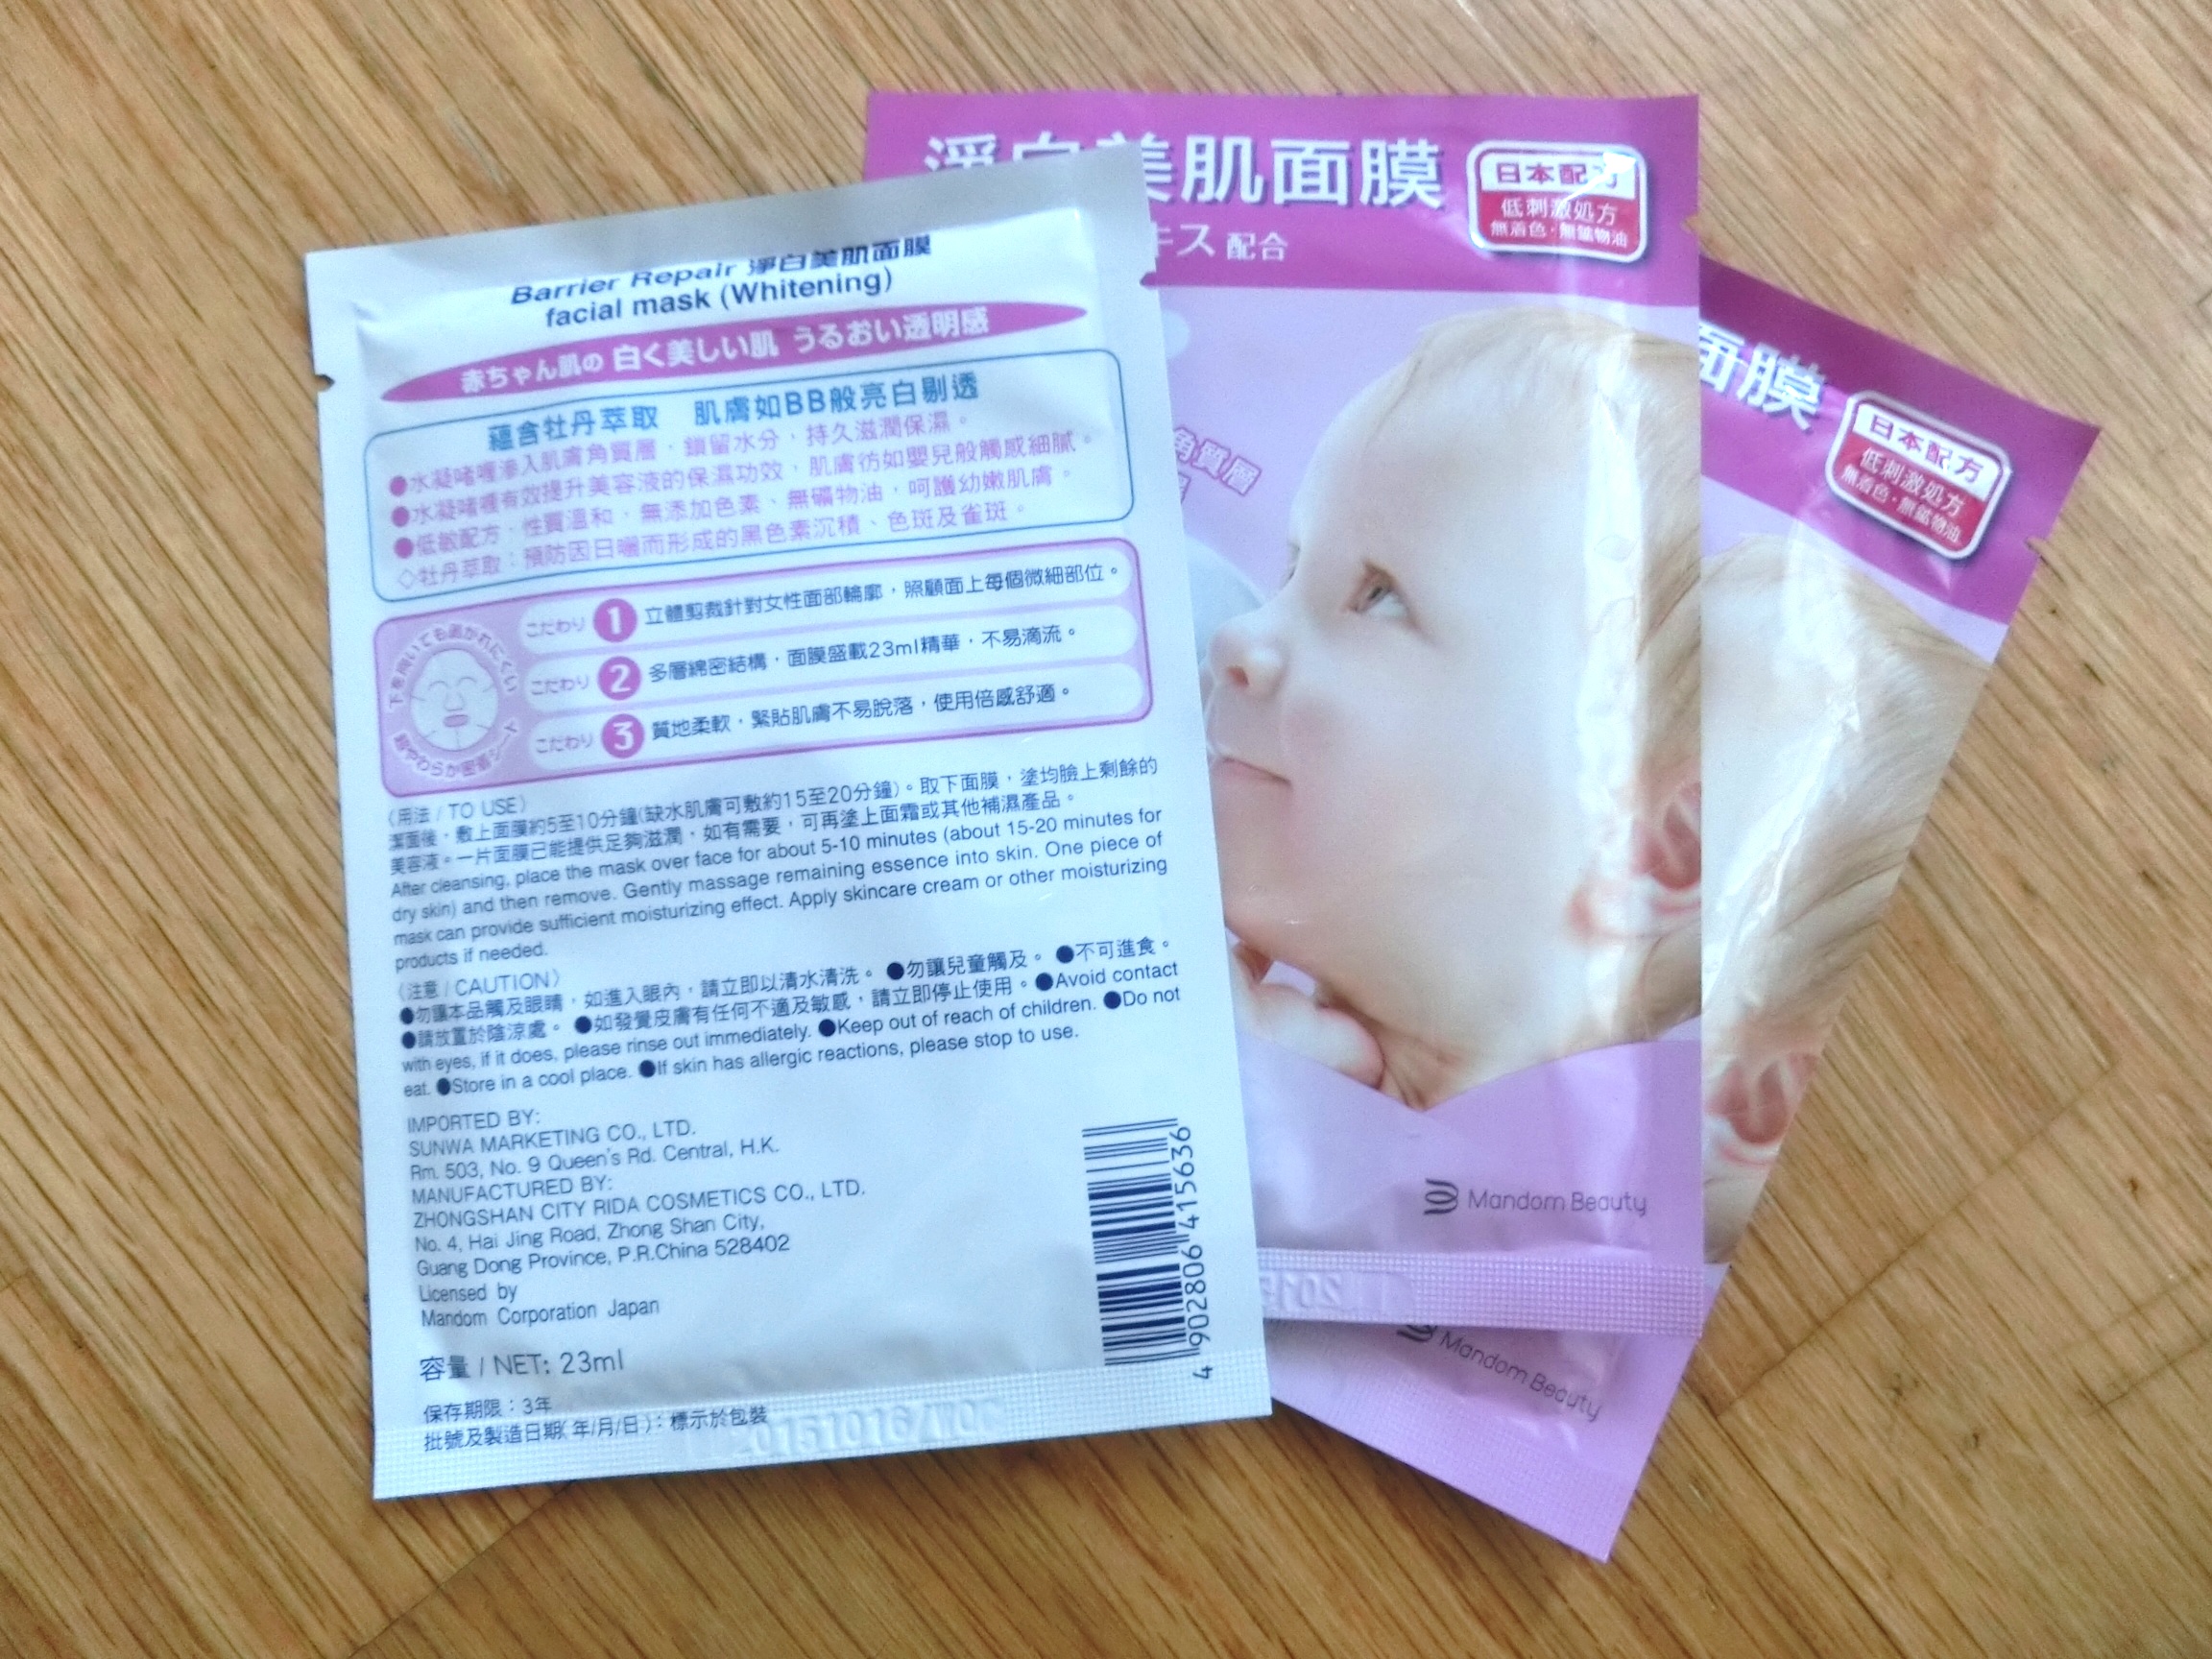 Barrier Repair 淨白美肌面膜
facial mask (Whitening)
赤ちゃん肌の 白く美しい肌 うるおい透明感
蘊含牡丹萃取 肌膚如BB般亮白剔透
●水凝啫喱滲入肌膚角質層，鎖留水分，持久滋潤保濕。
●水凝啫喱有效提升美容液的保濕功效，肌膚彷如嬰兒般觸感細膩。
●低敏配方，性質溫和，無添加色素、無礦物油，呵護幼嫩肌膚。
◇牡丹萃取：預防因日曬而形成的黑色素沉積、色斑及雀斑。
下を向いても剥がれにくい
超やわらか密着シート
こだわり 1 立體剪裁針對女性面部輪廓，照顧面上每個微細部位。
こだわり 2 多層綿密結構，面膜盛載23ml精華，不易滴流。
こだわり 3 質地柔軟，緊貼肌膚不易脫落，使用倍感舒適。
〈用法 / TO USE〉
潔面後，敷上面膜約5至10分鐘(缺水肌膚可敷約15至20分鐘)。取下面膜，塗均臉上剩餘的
美容液。一片面膜已能提供足夠滋潤，如有需要，可再塗上面霜或其他補濕產品。
After cleansing, place the mask over face for about 5-10 minutes (about 15-20 minutes for
dry skin) and then remove. Gently massage remaining essence into skin. One piece of
mask can provide sufficient moisturizing effect. Apply skincare cream or other moisturizing
products if needed.
〈注意 / CAUTION〉
●勿讓本品觸及眼睛，如進入眼內，請立即以清水清洗。 ●勿讓兒童觸及。 ●不可進食。
●請放置於陰涼處。 ●如發覺皮膚有任何不適及敏感，請立即停止使用。 ●Avoid contact
with eyes, if it does, please rinse out immediately. ●Keep out of reach of children. ●Do not
eat. ●Store in a cool place. ●If skin has allergic reactions, please stop to use.
IMPORTED BY:
SUNWA MARKETING CO., LTD.
Rm. 503, No. 9 Queen's Rd. Central, H.K.
MANUFACTURED BY:
ZHONGSHAN CITY RIDA COSMETICS CO., LTD.
No. 4, Hai Jing Road, Zhong Shan City,
Guang Dong Province, P.R.China 528402
Licensed by
Mandom Corporation Japan
容量 / NET: 23ml
保存期限：3年
批號及製造日期( 年/月/日 )：標示於包裝
4 902806 415636
淨白美肌面膜
キス 配合
日本配方
低刺激処方
無着色・無鉱物油
角質層
Mandom Beauty
面膜
日本配方
低刺激処方
無着色・無鉱物油
Mandom Beauty